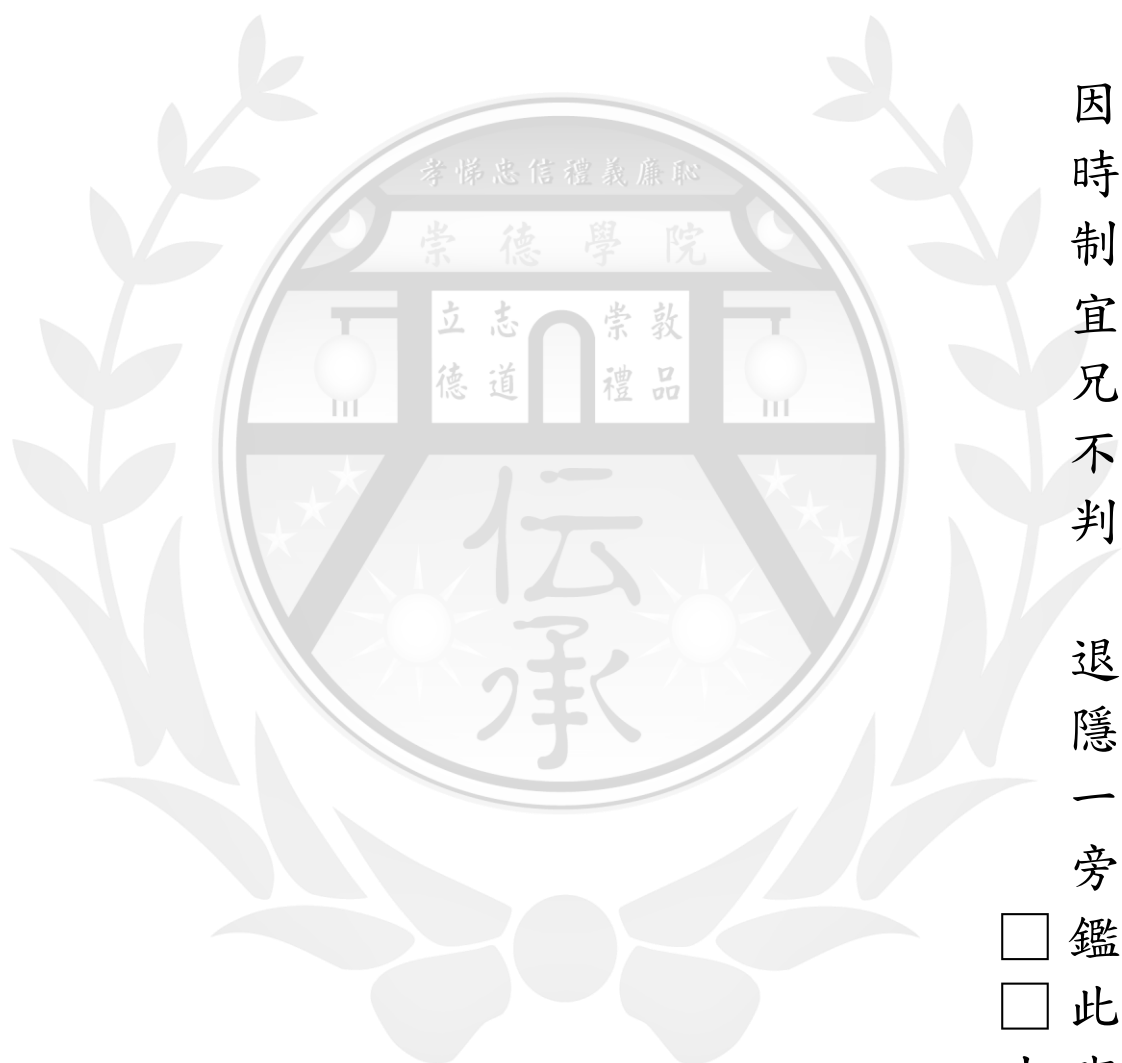 因時制宜兄不判　退隱一旁鑑此
孝悌忠信禮義廉恥
崇德學院
敦品崇禮
志道立德
伝承